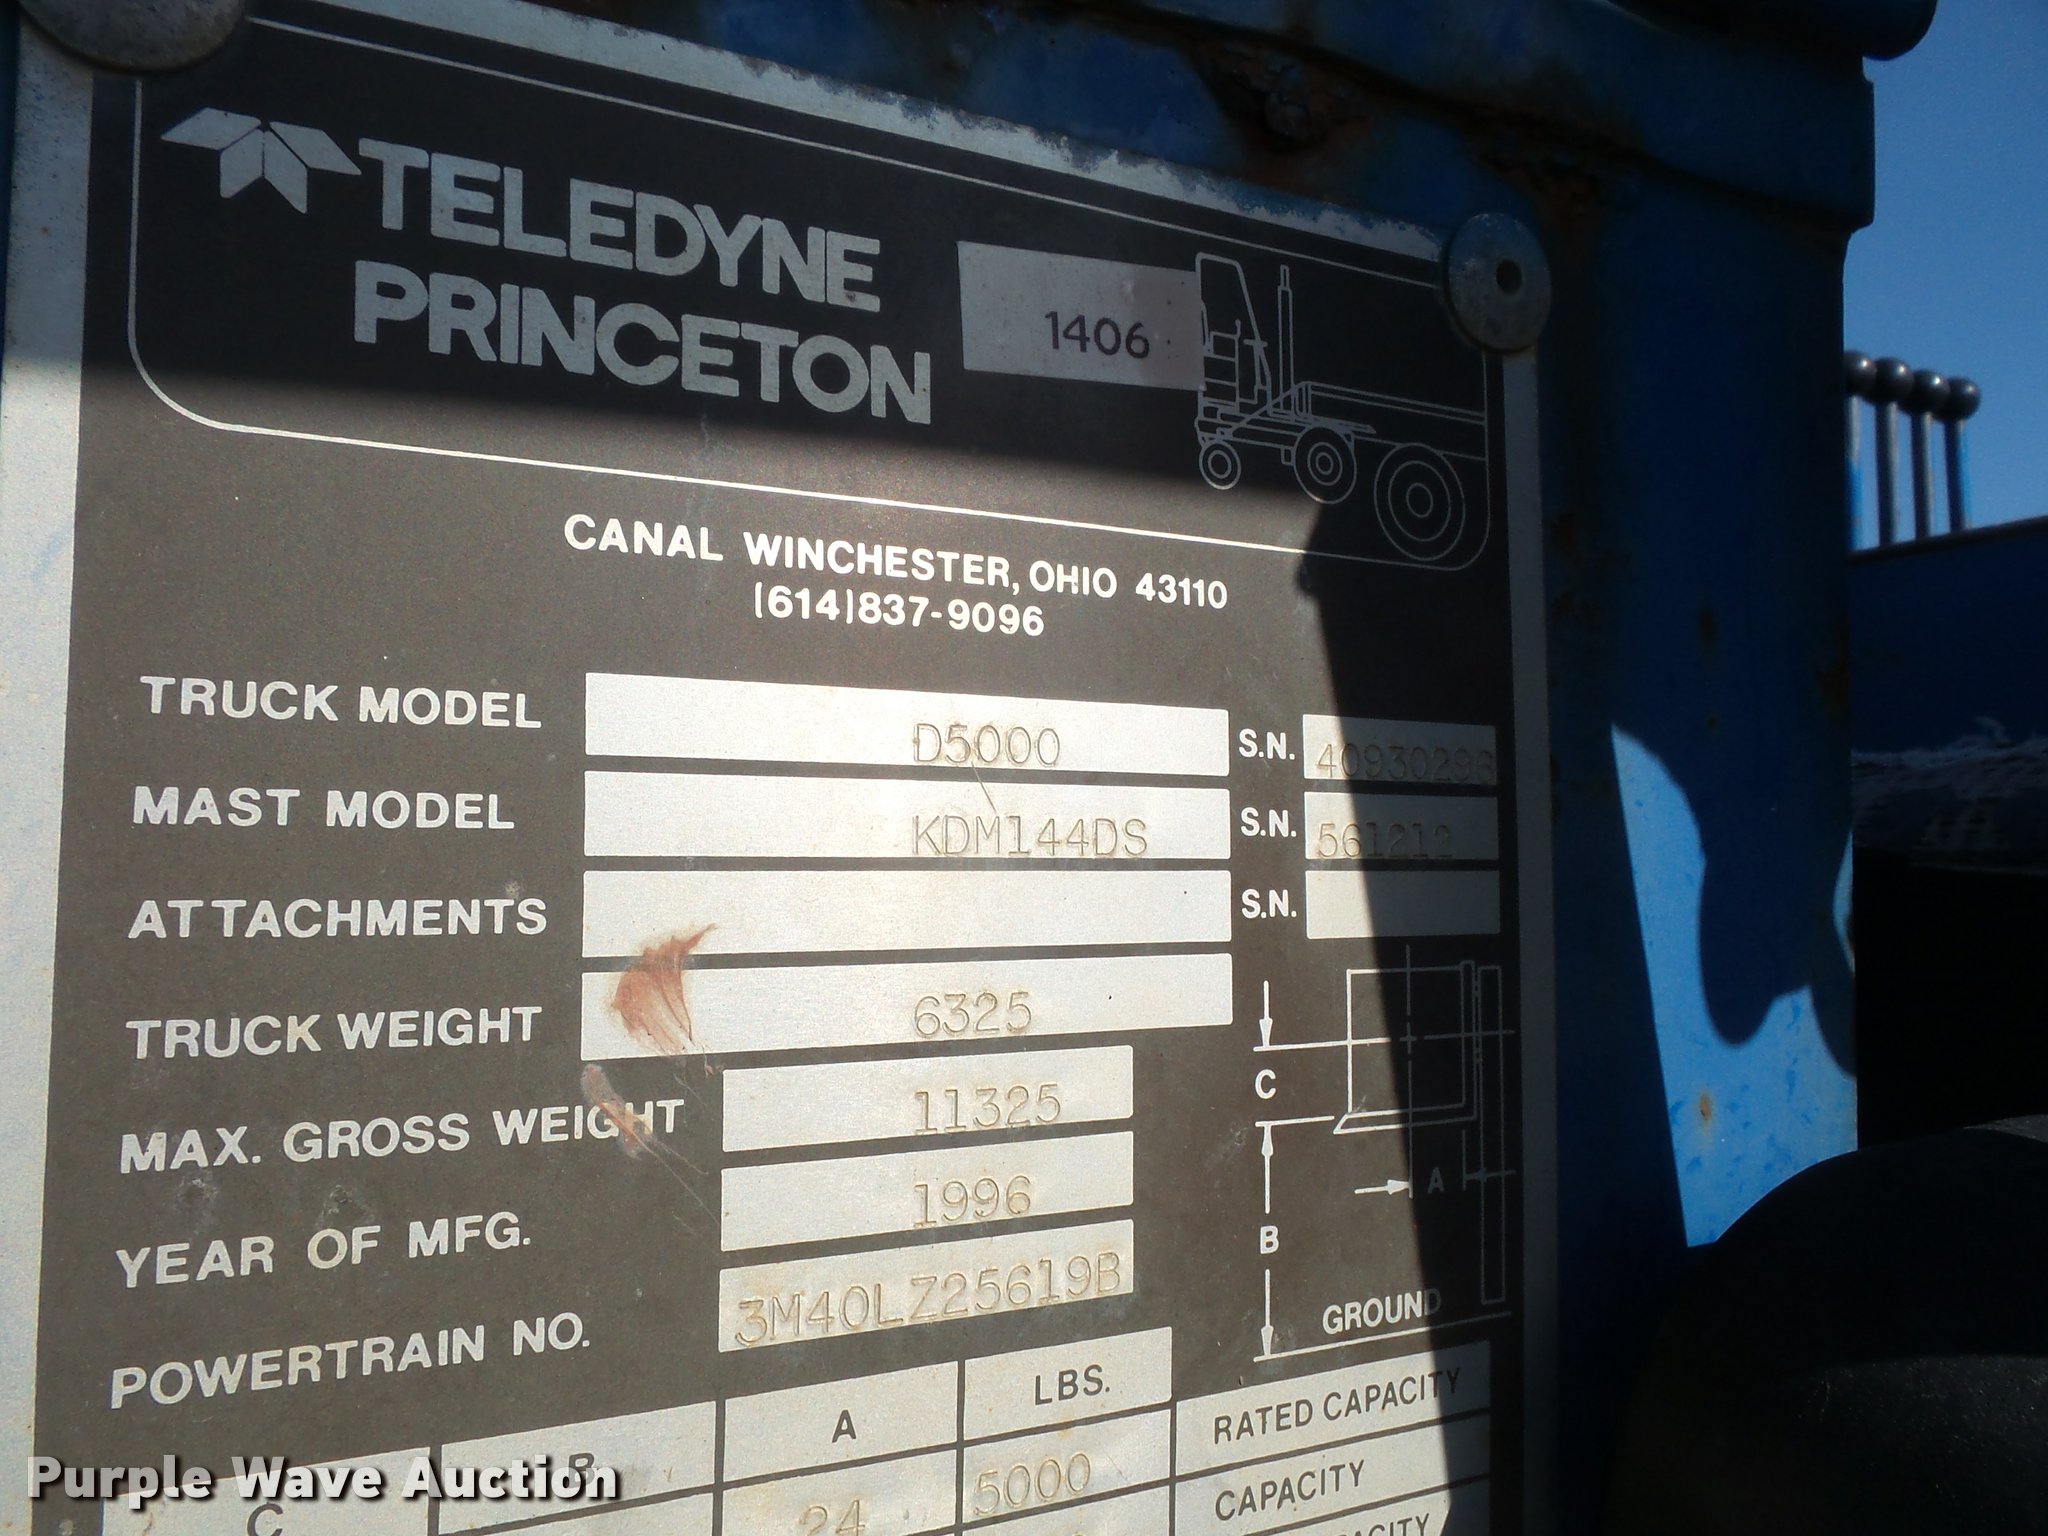 TELEDYNE
PRINCETON
1406
CANAL WINCHESTER, OHIO 43110
(614)837-9096
TRUCK MODEL D5000 S.N. 40930296
MAST MODEL KDM144DS S.N. 561212
ATTACHMENTS S.N.
TRUCK WEIGHT 6325
MAX. GROSS WEIGHT 11325
YEAR OF MFG. 1996
POWERTRAIN NO. 3M40LZ25619B
C
A
B
GROUND
C B A LBS. RATED CAPACITY
24 5000 CAPACITY
Purple Wave Auction